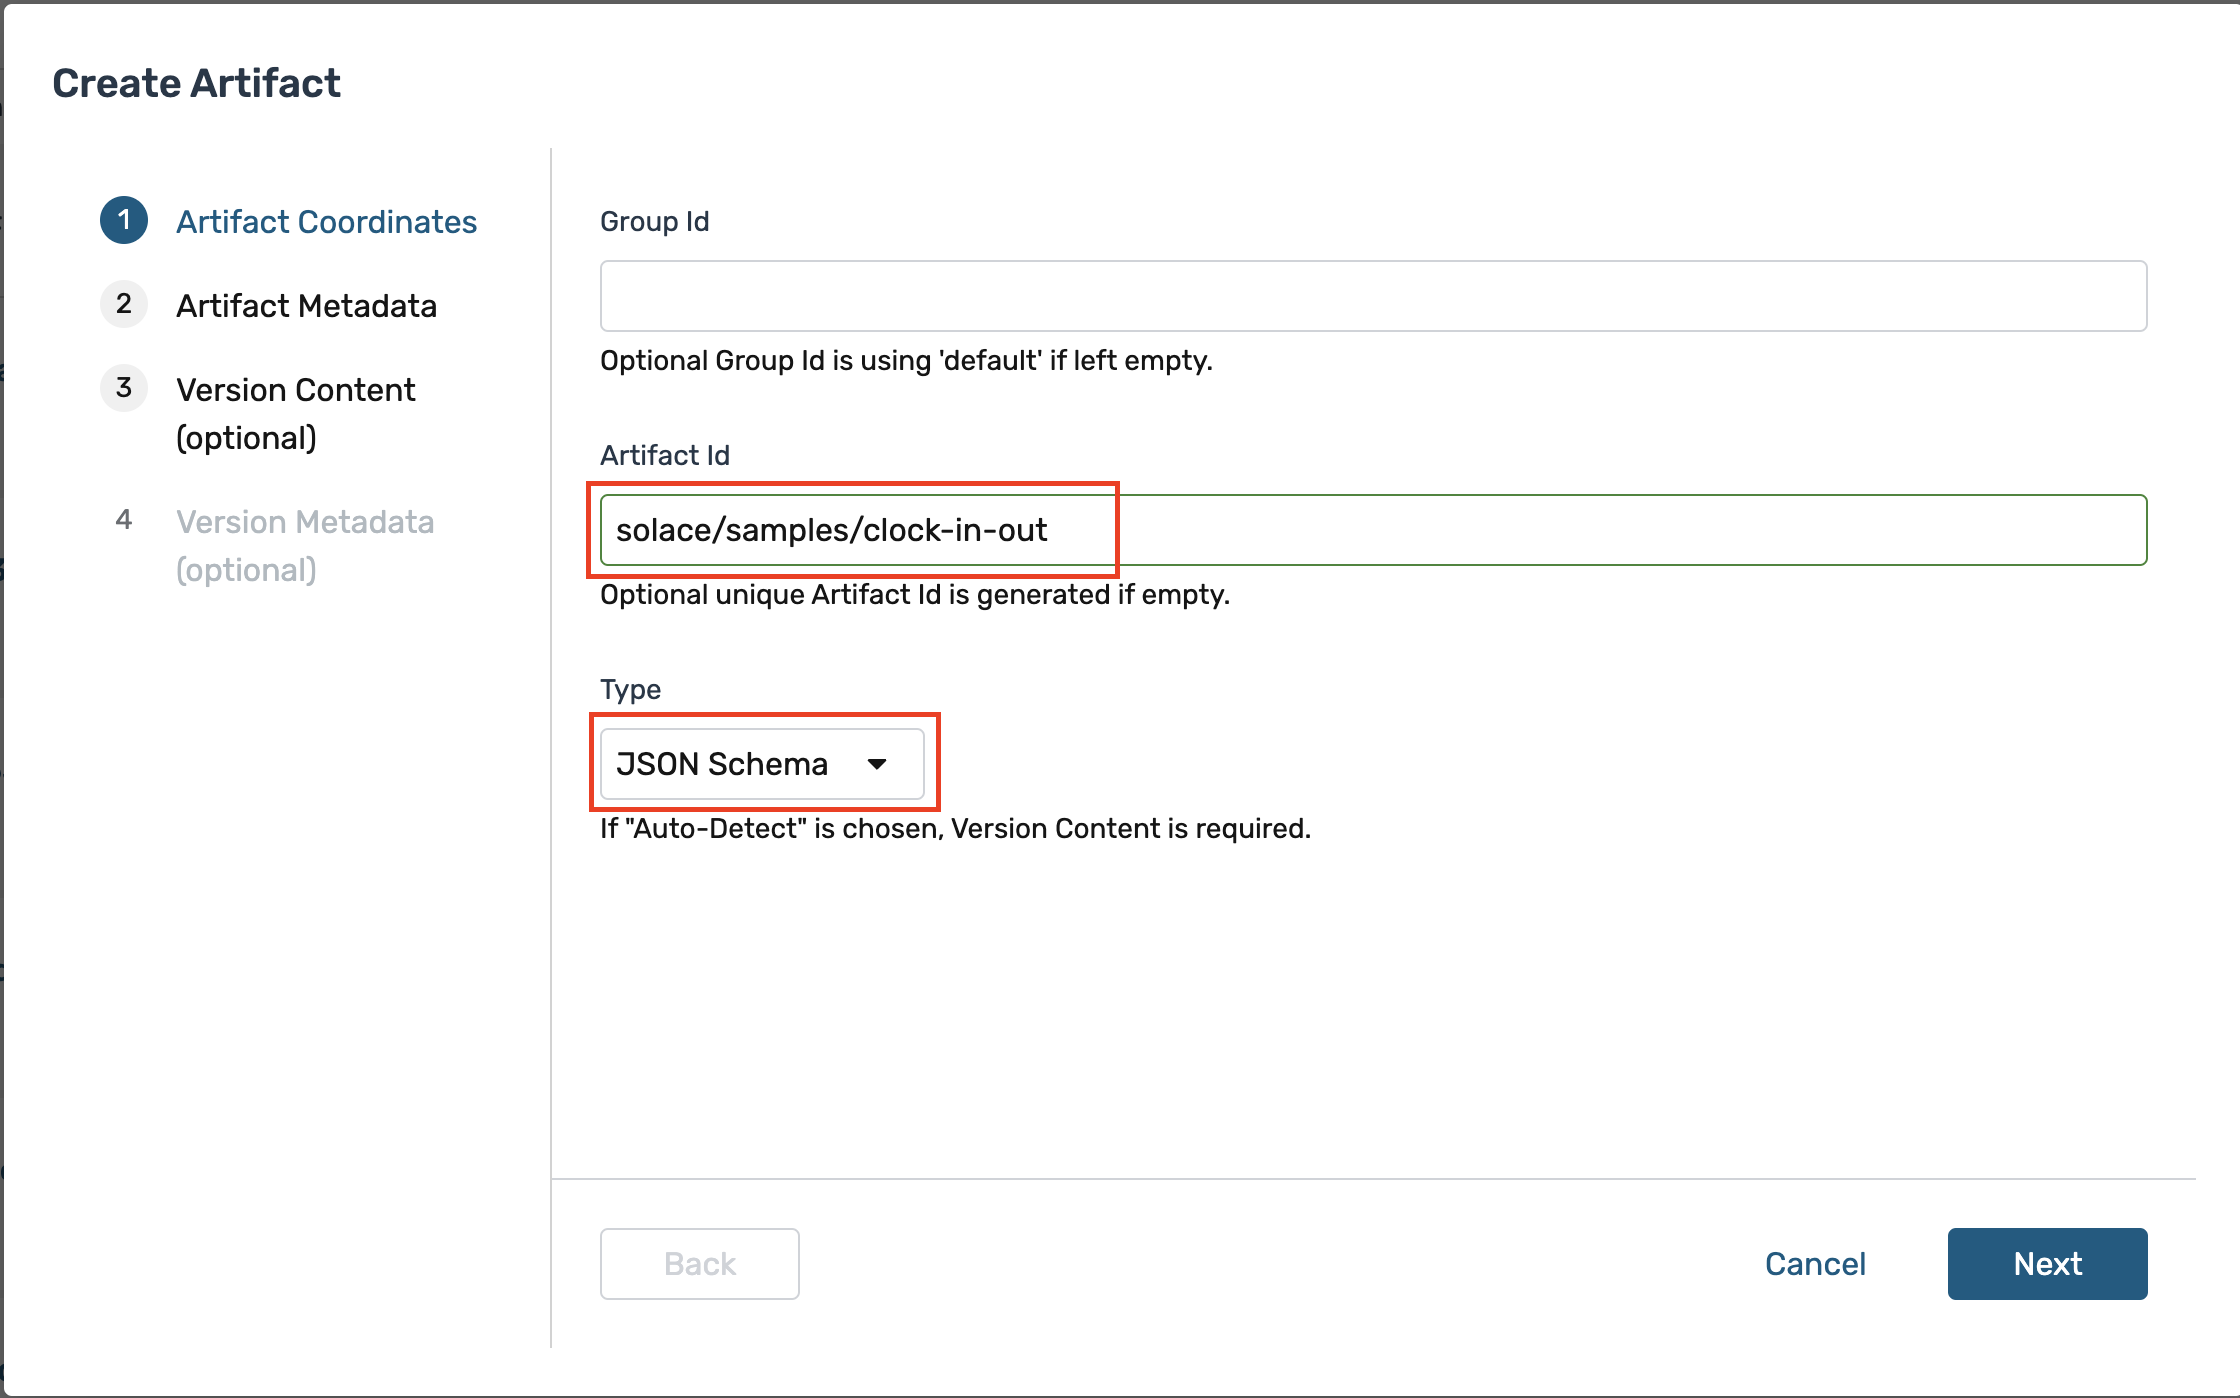 Create Artifact
1 Artifact Coordinates
2 Artifact Metadata
3 Version Content
(optional)
4 Version Metadata
(optional)
Group Id
Optional Group Id is using 'default' if left empty.
Artifact Id
solace/samples/clock-in-out
Optional unique Artifact Id is generated if empty.
Type
JSON Schema
If "Auto-Detect" is chosen, Version Content is required.
Back
Cancel
Next